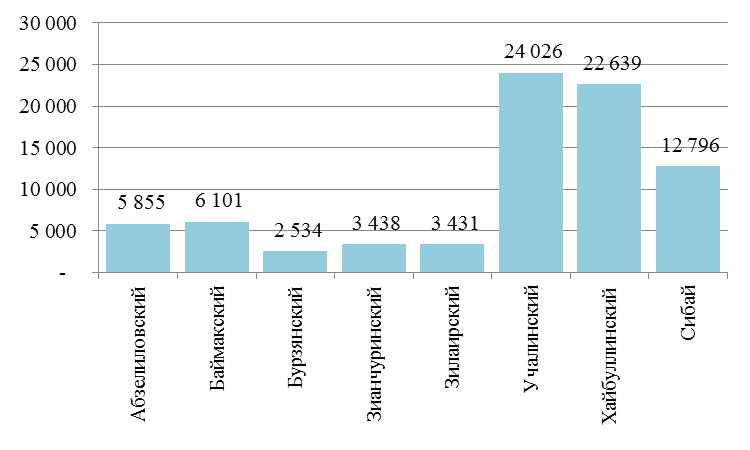 30 000
25 000
20 000
15 000
10 000
5 000
-
5 855
6 101
2 534
3 438
3 431
24 026
22 639
12 796
Абзелиловский
Баймакский
Бурзянский
Зианчуринский
Зилаирский
Учалинский
Хайбуллинский
Сибай